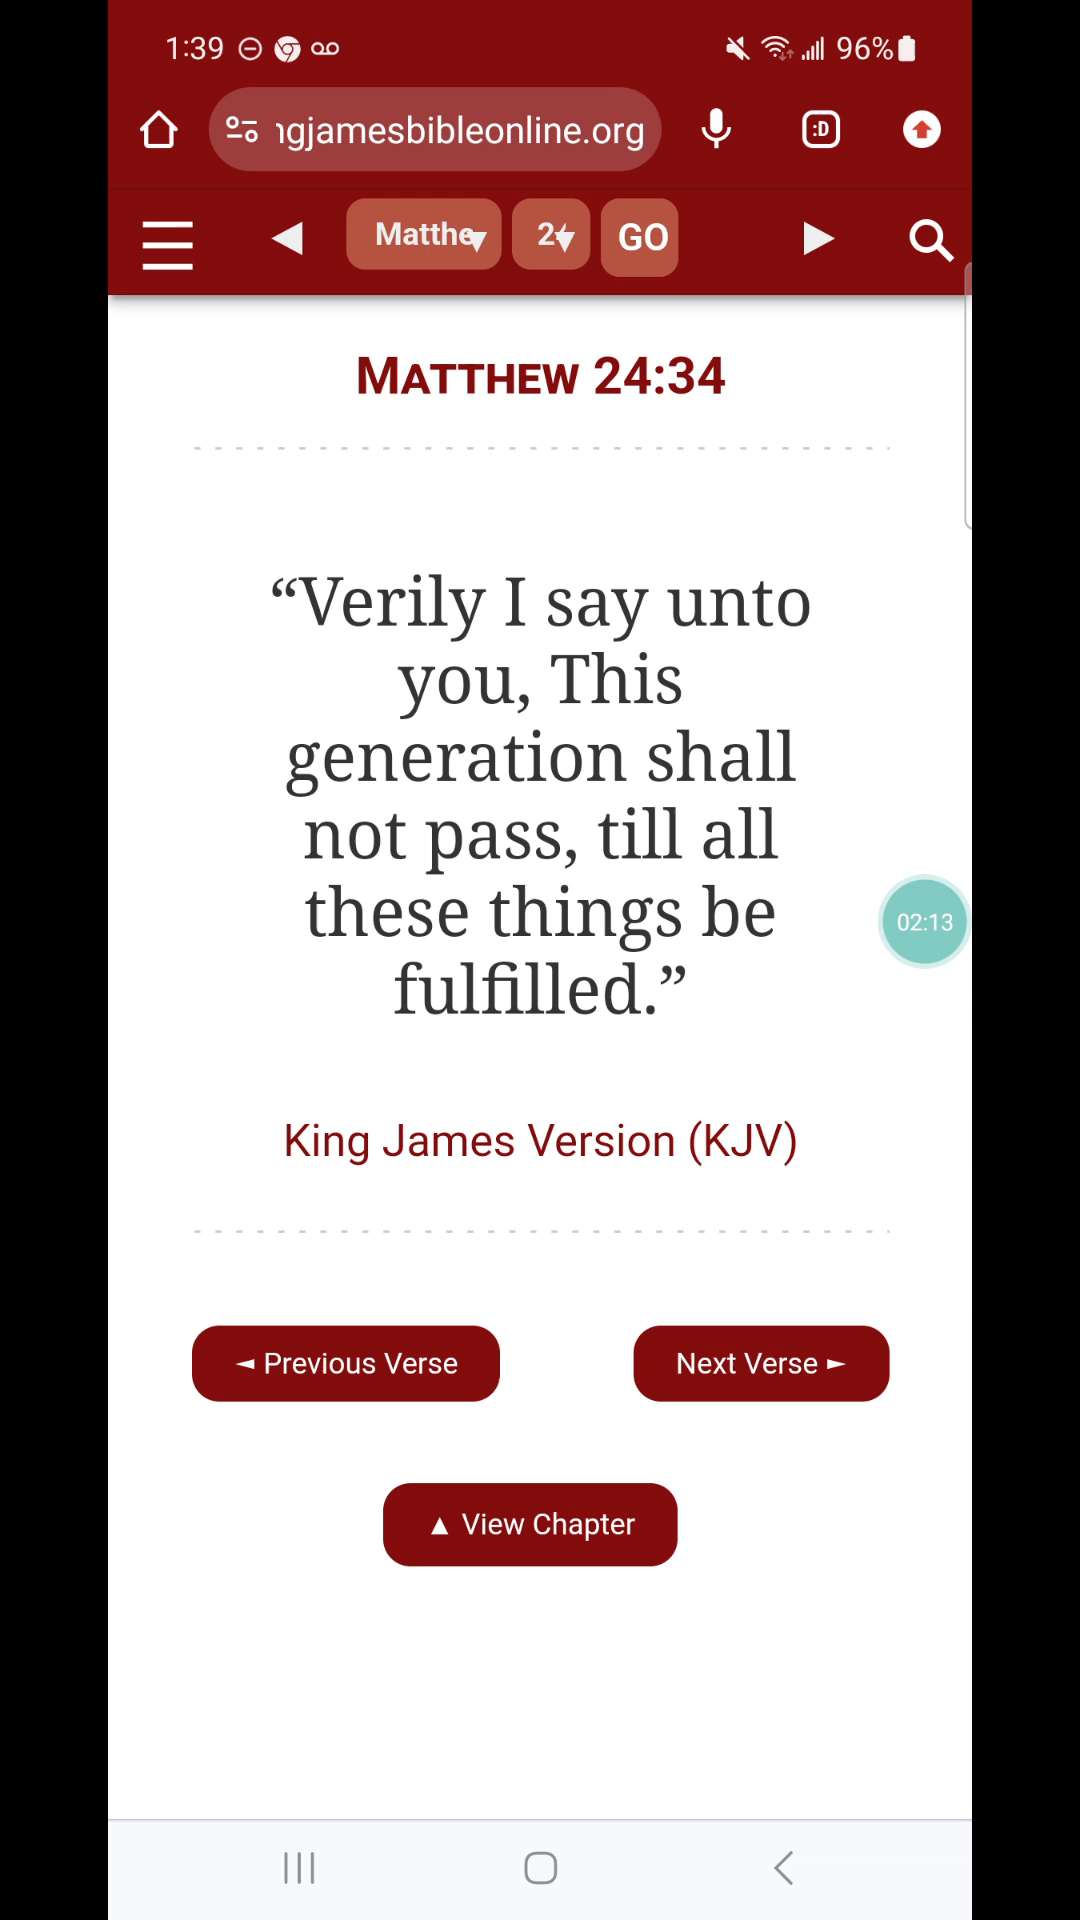 1:39
96%
ngjamesbibleonline.org
:D
Matthe
24
GO
MATTHEW 24:34
“Verily I say unto
you, This
generation shall
not pass, till all
these things be
fulfilled.”
02:13
King James Version (KJV)
◄ Previous Verse
Next Verse ►
▲ View Chapter